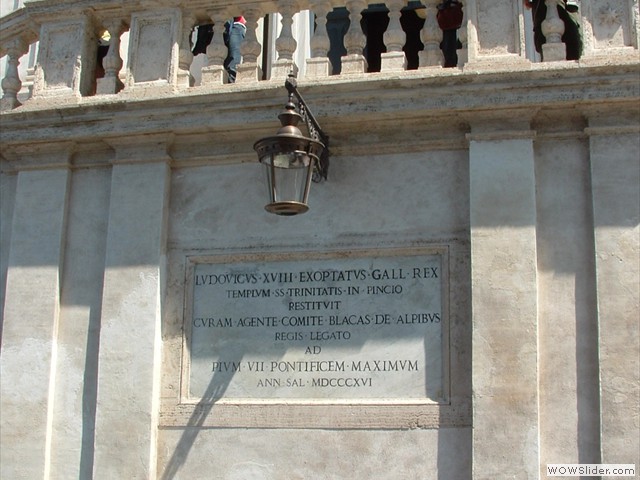 LVDOVICVS·XVIII·EXOPTATVS·GALL·REX
TEMPLVM·SS·TRINITATIS·IN·PINCIO
RESTITVIT
CVRAM·AGENTE·COMITE·BLACAS·DE·ALPIBVS
REGIS·LEGATO
AD
PIVM·VII·PONTIFICEM·MAXIMVM
ANN·SAL·MDCCCXVI
WOWSlider.com